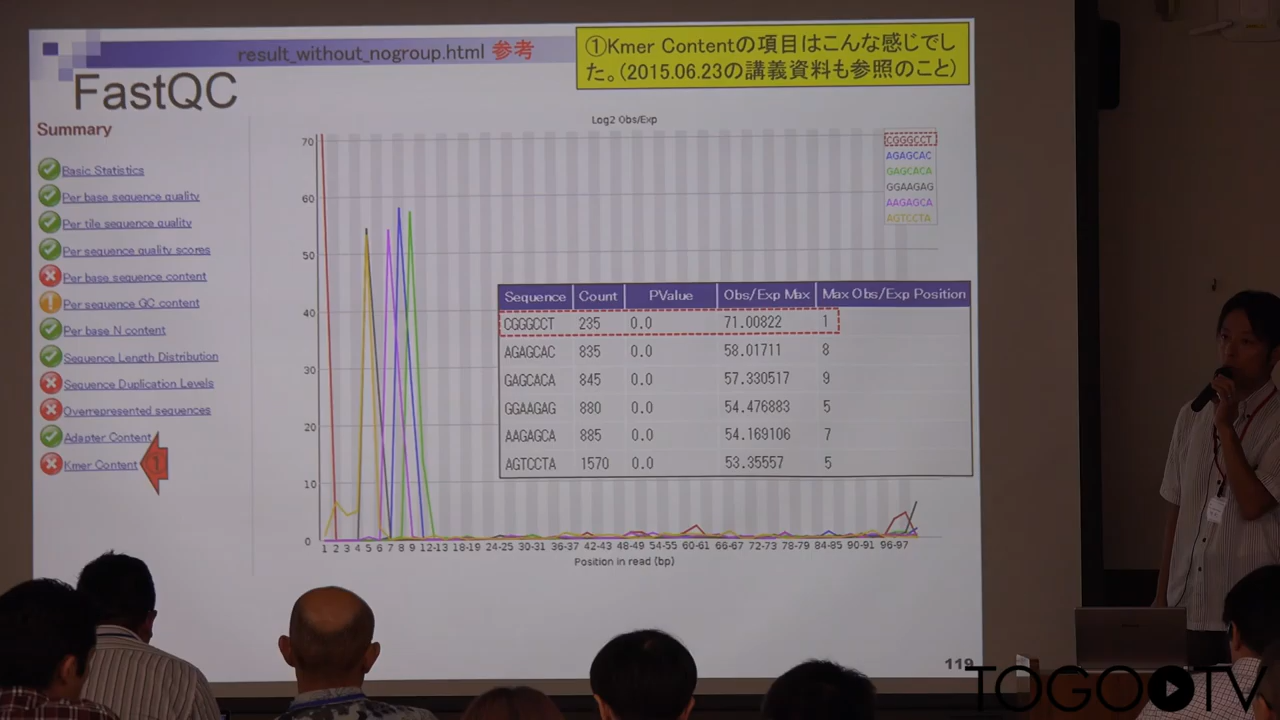 result_without_nogroup.html 参考
①Kmer Contentの項目はこんな感じでし
た。(2015.06.23の講義資料も参照のこと)
FastQC
Summary
Basic Statistics
Per base sequence quality
Per tile sequence quality
Per sequence quality scores
Per base sequence content
Per sequence GC content
Per base N content
Sequence Length Distribution
Sequence Duplication Levels
Overrepresented sequences
Adapter Content
Kmer Content
1
Log2 Obs/Exp
70
60
50
40
30
20
10
0
CGGGCCT
AGAGCAC
GAGCACA
GGAAGAG
AAGAGCA
AGTCCTA
Sequence Count PValue Obs/Exp Max Max Obs/Exp Position
CGGGCCT 235 0.0 71.00822 1
AGAGCAC 835 0.0 58.01711 8
GAGCACA 845 0.0 57.330517 9
GGAAGAG 880 0.0 54.476883 5
AAGAGCA 885 0.0 54.169106 7
AGTCCTA 1570 0.0 53.35557 5
1 2 3 4 5 6 7 8 9 12-13 18-19 24-25 30-31 36-37 42-43 48-49 54-55 60-61 66-67 72-73 78-79 84-85 90-91 96-97
Position in read (bp)
119
TOGO TV